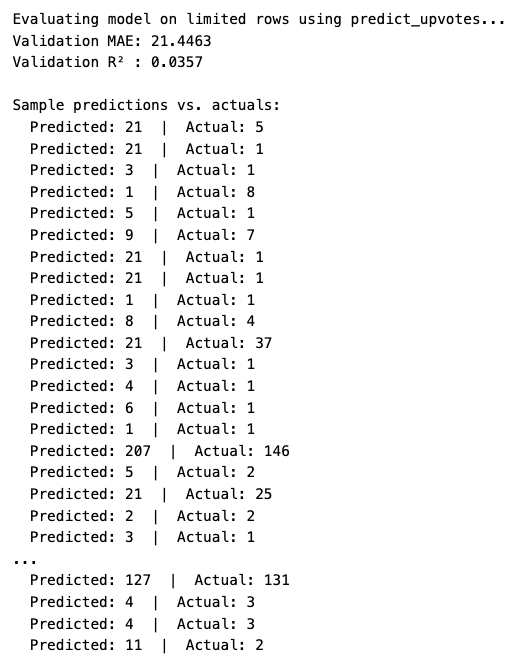 Evaluating model on limited rows using predict_upvotes...
Validation MAE: 21.4463
Validation R² : 0.0357
Sample predictions vs. actuals:
Predicted: 21 | Actual: 5
Predicted: 21 | Actual: 1
Predicted: 3 | Actual: 1
Predicted: 1 | Actual: 8
Predicted: 5 | Actual: 1
Predicted: 9 | Actual: 7
Predicted: 21 | Actual: 1
Predicted: 21 | Actual: 1
Predicted: 1 | Actual: 1
Predicted: 8 | Actual: 4
Predicted: 21 | Actual: 37
Predicted: 3 | Actual: 1
Predicted: 4 | Actual: 1
Predicted: 6 | Actual: 1
Predicted: 1 | Actual: 1
Predicted: 207 | Actual: 146
Predicted: 5 | Actual: 2
Predicted: 21 | Actual: 25
Predicted: 2 | Actual: 2
Predicted: 3 | Actual: 1
...
Predicted: 127 | Actual: 131
Predicted: 4 | Actual: 3
Predicted: 4 | Actual: 3
Predicted: 11 | Actual: 2